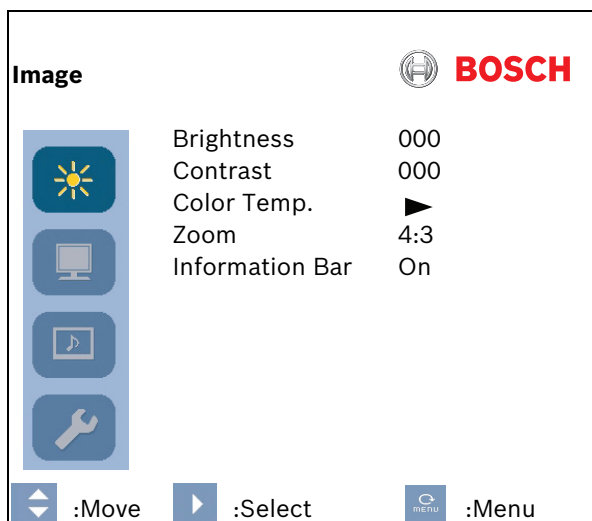 Image
BOSCH
Brightness 000
Contrast 000
Color Temp.
Zoom 4:3
Information Bar On
:Move :Select MENU :Menu